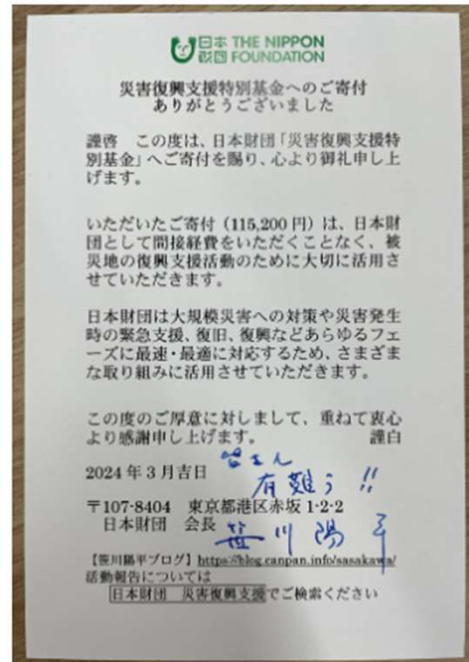 日本財団 THE NIPPON FOUNDATION
災害復興支援特別基金へのご寄付
ありがとうございました
謹啓　この度は、日本財団「災害復興支援特
別基金」へご寄付を賜り、心より御礼申し上
げます。
いただいたご寄付（115,200円）は、日本財
団として間接経費をいただくことなく、被
災地の復興支援活動のために大切に活用さ
せていただきます。
日本財団は大規模災害への対策や災害発生
時の緊急支援、復旧、復興などあらゆるフェ
ーズに最速・最適に対応するため、さまざま
な取り組みに活用させていただきます。
この度のご厚意に対しまして、重ねて衷心
より感謝申し上げます。　謹白
皆さん
有難う!!
2024年3月吉日
〒107-8404　東京都港区赤坂 1-2-2
日本財団　会長　笹川陽平
【笹川陽平ブログ】https://blog.canpan.info/sasakawa/
活動報告については
日本財団　災害復興支援でご検索ください